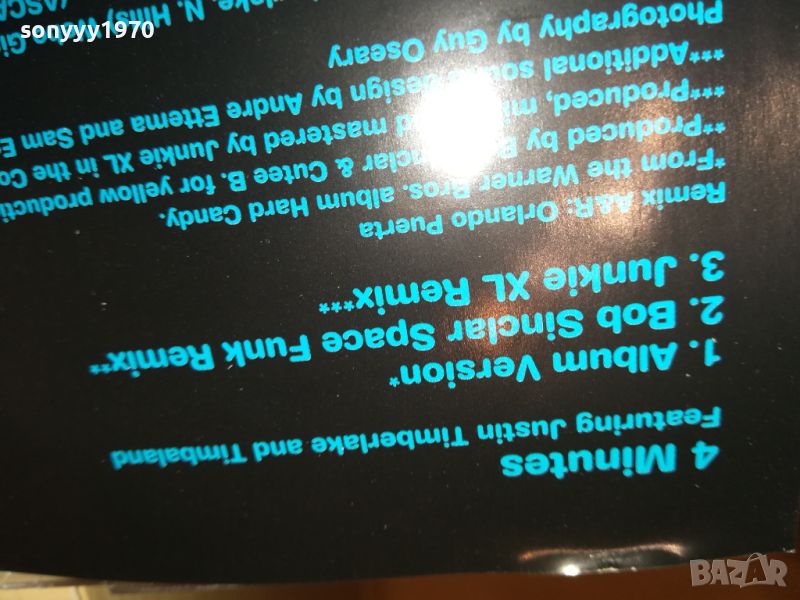 sonyyy1970
4 Minutes
Featuring Justin Timberlake and Timbaland
1. Album Version*
2. Bob Sinclar Space Funk Remix**
3. Junkie XL Remix***
Remix A&R: Orlando Puerta
*From the Warner Bros. album Hard Candy.
**Produced by Sinclar & Cutee B. for yellow
***Produced, mastered by Junkie XL in the
***Additional design by Andre Ettema and Sam
Photography by Guy Oseary
N. Hills)
BAZAR